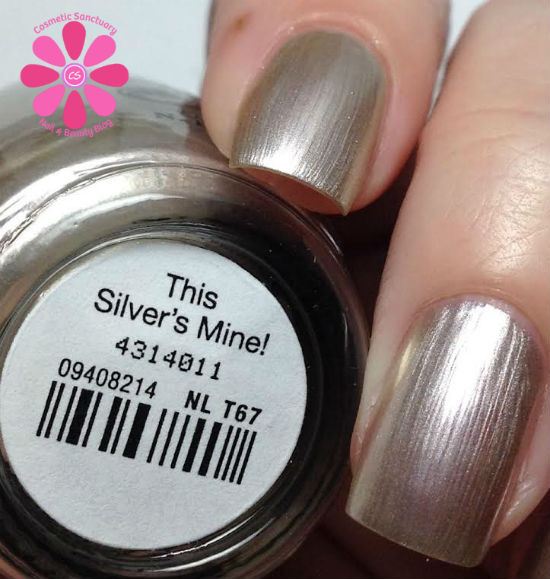 Cosmetic Sanctuary
CS
Nail & Beauty Blog
This
Silver's Mine!
4314011
09408214 NL T67